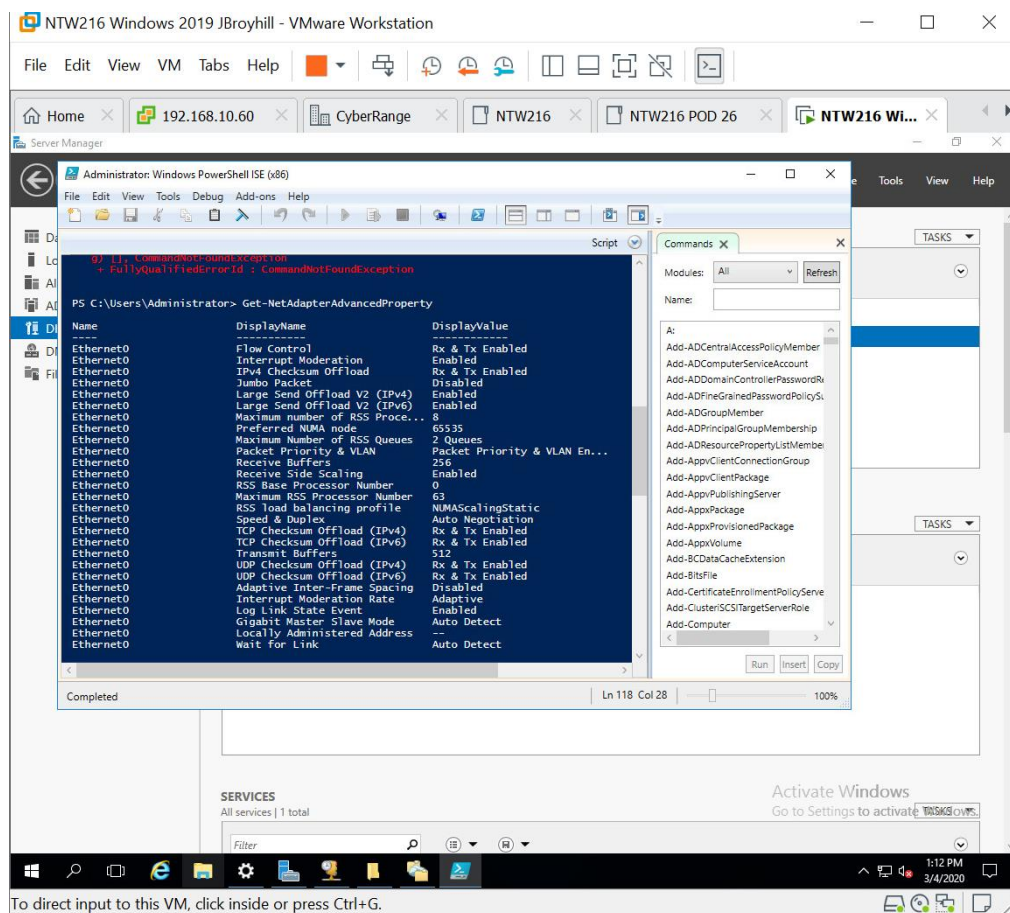 NTW216 Windows 2019 JBroyhill - VMware Workstation
File Edit View VM Tabs Help
Home 192.168.10.60 CyberRange NTW216 NTW216 POD 26 NTW216 Wi...
Server Manager
Administrator: Windows PowerShell ISE (x86)
Tools View Help
File Edit View Tools Debug Add-ons Help
Script
Commands
TASKS
g) [], CommandNotFoundException
+ FullyQualifiedErrorId : CommandNotFoundException
Modules: All Refresh
Name:
PS C:\Users\Administrator> Get-NetAdapterAdvancedProperty
Name DisplayName DisplayValue
---- ----------- ------------
Ethernet0 Flow Control Rx & Tx Enabled
Ethernet0 Interrupt Moderation Enabled
Ethernet0 IPv4 Checksum Offload Rx & Tx Enabled
Ethernet0 Jumbo Packet Disabled
Ethernet0 Large Send Offload V2 (IPv4) Enabled
Ethernet0 Large Send Offload V2 (IPv6) Enabled
Ethernet0 Maximum number of RSS Proce... 8
Ethernet0 Preferred NUMA node 65535
Ethernet0 Maximum Number of RSS Queues 2 Queues
Ethernet0 Packet Priority & VLAN Packet Priority & VLAN En...
Ethernet0 Receive Buffers 256
Ethernet0 Receive Side Scaling Enabled
Ethernet0 RSS Base Processor Number 0
Ethernet0 Maximum RSS Processor Number 63
Ethernet0 RSS load balancing profile NUMAScalingStatic
Ethernet0 Speed & Duplex Auto Negotiation
Ethernet0 TCP Checksum Offload (IPv4) Rx & Tx Enabled
Ethernet0 TCP Checksum Offload (IPv6) Rx & Tx Enabled
Ethernet0 Transmit Buffers 512
Ethernet0 UDP Checksum Offload (IPv4) Rx & Tx Enabled
Ethernet0 UDP Checksum Offload (IPv6) Rx & Tx Enabled
Ethernet0 Adaptive Inter-Frame Spacing Disabled
Ethernet0 Interrupt Moderation Rate Adaptive
Ethernet0 Log Link State Event Enabled
Ethernet0 Gigabit Master Slave Mode Auto Detect
Ethernet0 Locally Administered Address --
Ethernet0 Wait for Link Auto Detect
A:
Add-ADCentralAccessPolicyMember
Add-ADComputerServiceAccount
Add-ADDomainControllerPasswordRe
Add-ADFineGrainedPasswordPolicySu
Add-ADGroupMember
Add-ADPrincipalGroupMembership
Add-ADResourcePropertyListMember
Add-AppvClientConnectionGroup
Add-AppvClientPackage
Add-AppvPublishingServer
Add-AppxPackage
Add-AppxProvisionedPackage
Add-AppxVolume
Add-BCDataCacheExtension
Add-BitsFile
Add-CertificateEnrollmentPolicyServe
Add-ClusteriSCSITargetServerRole
Add-Computer
TASKS
Run Insert Copy
Completed
Ln 118 Col 28
100%
SERVICES
All services | 1 total
Activate Windows
Go to Settings to activate Windows.
TASKS
Filter
1:12 PM
3/4/2020
To direct input to this VM, click inside or press Ctrl+G.